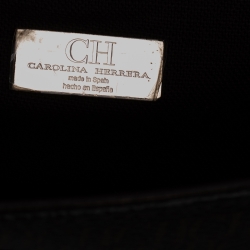 CH
CAROLINA HERRERA
made in Spain
hecho en España